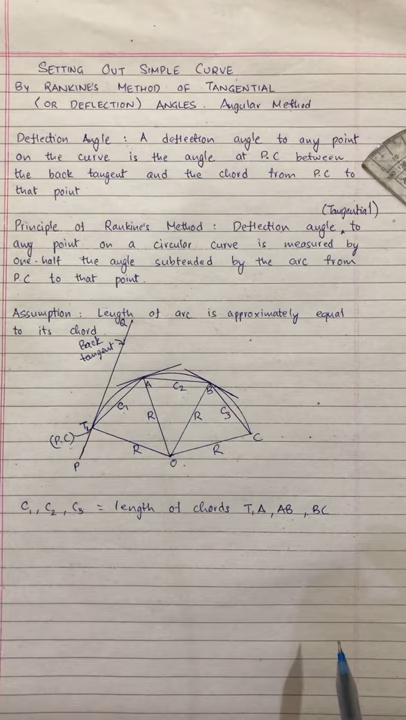 SETTING OUT SIMPLE CURVE
BY RANKINE'S METHOD OF TANGENTIAL
(OR DEFLECTION) ANGLES. Angular Method
Deflection Angle : A deflection angle to any point
on the curve is the angle at P.C between
the back tangent and the chord from P.C to
that point
(Tangential)
Principle of Rankine's Method : Deflection angle to
any point on a circular curve is measured by
one-half the angle subtended by the arc from
P.C to that point.
Assumption : Length of arc is approximately equal
to its chord.
Q
Back
tangent
A
C2
B
C1
R
R
C3
T1
(P.C)
C
R
R
P
O
C1, C2, C3 = length of chords T1A, AB, BC